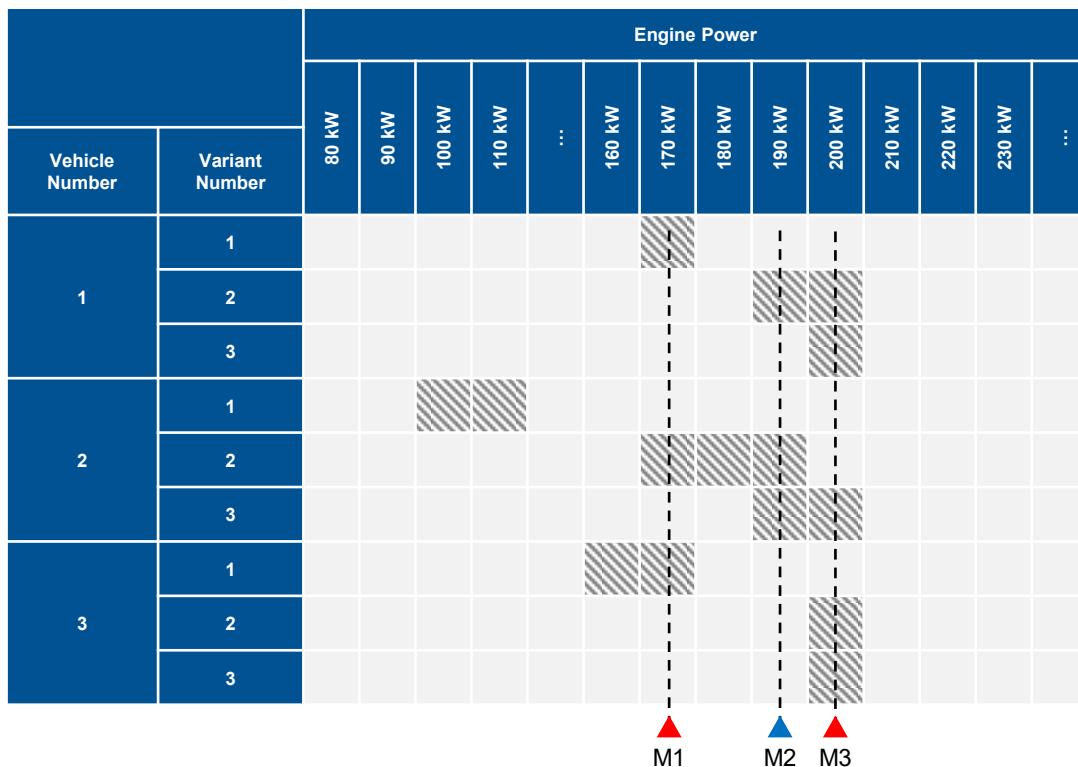 Engine Power
80 kW
90 kW
100 kW
110 kW
...
160 kW
170 kW
180 kW
190 kW
200 kW
210 kW
220 kW
230 kW
...
Vehicle
Number
Variant
Number
1
1
2
3
2
1
2
3
3
1
2
3
M1
M2
M3